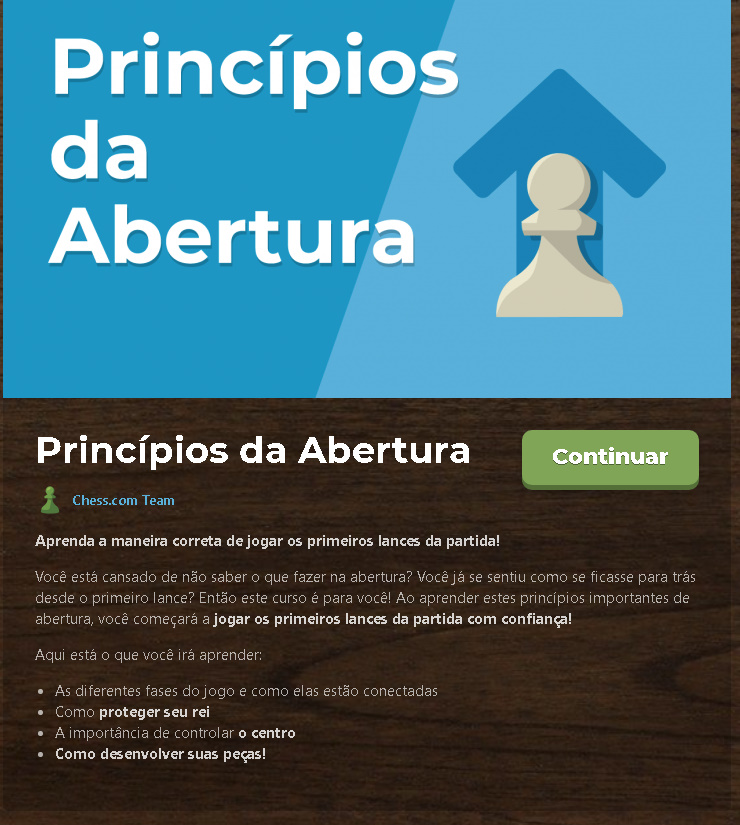 Princípios
da
Abertura
Princípios da Abertura
Continuar
Chess.com Team
Aprenda a maneira correta de jogar os primeiros lances da partida!
Você está cansado de não saber o que fazer na abertura? Você já se sentiu como se ficasse para trás
desde o primeiro lance? Então este curso é para você! Ao aprender estes princípios importantes de
abertura, você começará a jogar os primeiros lances da partida com confiança!
Aqui está o que você irá aprender:
• As diferentes fases do jogo e como elas estão conectadas
• Como proteger seu rei
• A importância de controlar o centro
• Como desenvolver suas peças!